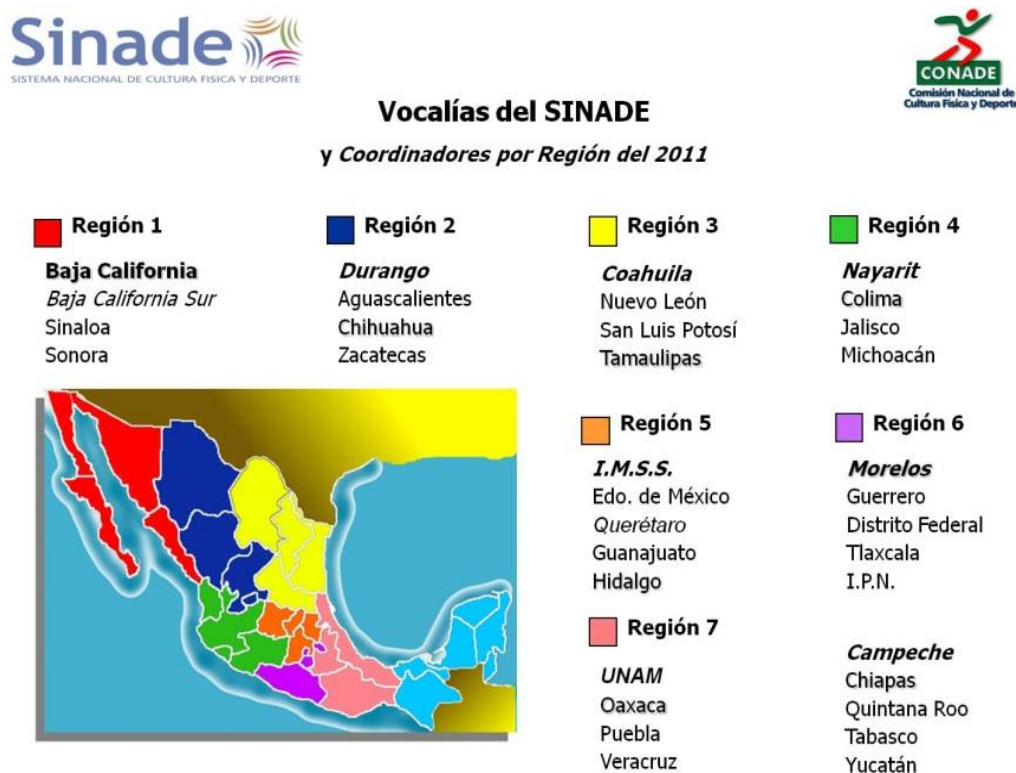 Sinade
SISTEMA NACIONAL DE CULTURA FISICA Y DEPORTE
CONADE
Comisión Nacional de
Cultura Física y Deporte
Vocalías del SINADE
y Coordinadores por Región del 2011
Región 1
Baja California
Baja California Sur
Sinaloa
Sonora
Región 2
Durango
Aguascalientes
Chihuahua
Zacatecas
Región 3
Coahuila
Nuevo León
San Luis Potosí
Tamaulipas
Región 4
Nayarit
Colima
Jalisco
Michoacán
Región 5
I.M.S.S.
Edo. de México
Querétaro
Guanajuato
Hidalgo
Región 6
Morelos
Guerrero
Distrito Federal
Tlaxcala
I.P.N.
Región 7
UNAM
Oaxaca
Puebla
Veracruz
Campeche
Chiapas
Quintana Roo
Tabasco
Yucatán